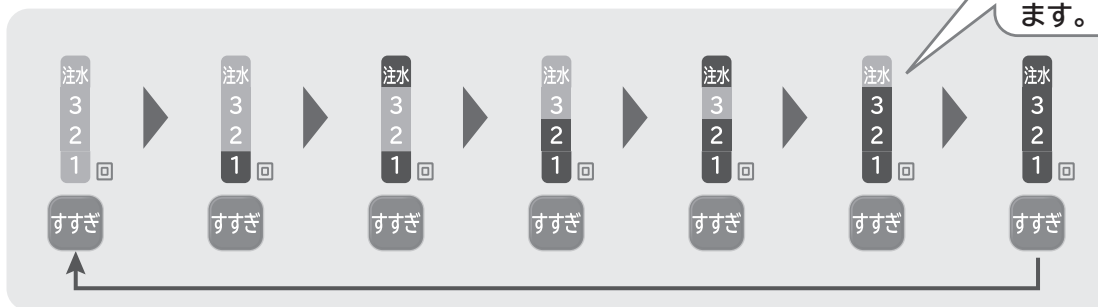 ます。
注水 注水 注水 注水 注水 注水 注水
3 3 3 3 3 3 3
2 2 2 2 2 2 2
1 回 1 回 1 回 1 回 1 回 1 回 1 回
すすぎ すすぎ すすぎ すすぎ すすぎ すすぎ すすぎ